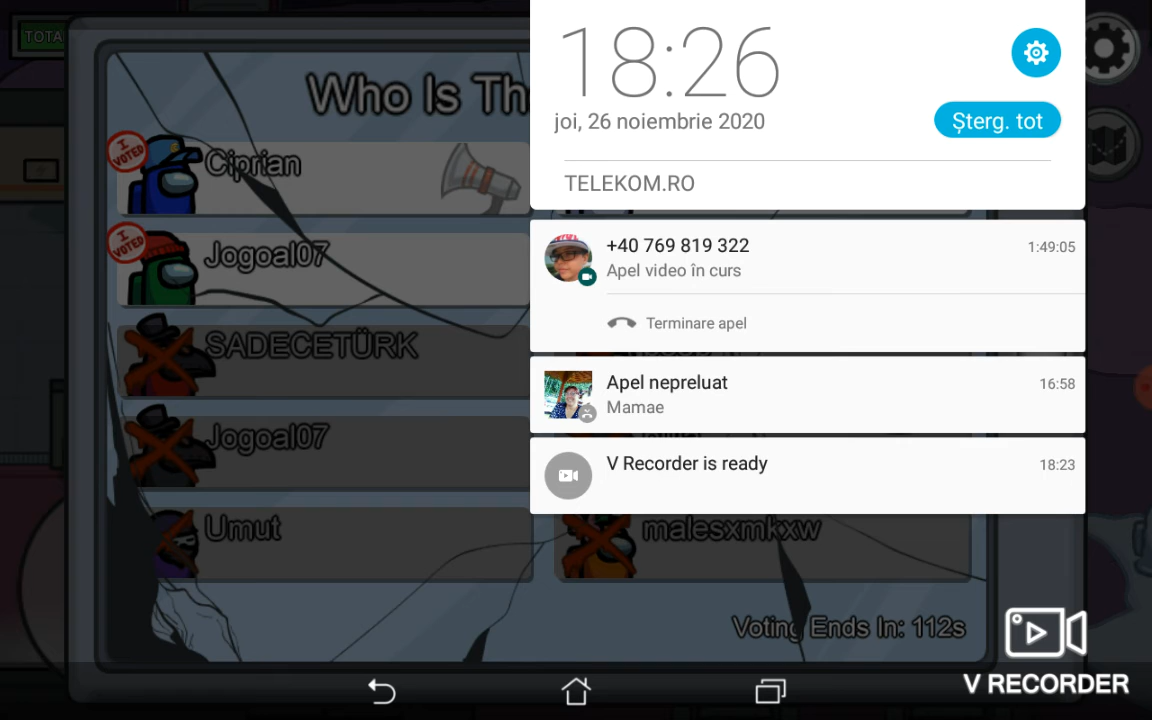 TOTA
Who Is Th
I VOTED
Ciprian
I VOTED
Jogoal07
SADECETÜRK
Jogoal07
Umut
malesxmkxw
Voting Ends In: 112s
18:26
joi, 26 noiembrie 2020
Șterg. tot
TELEKOM.RO
+40 769 819 322
1:49:05
Apel video în curs
Terminare apel
Apel nepreluat
16:58
Mamae
V Recorder is ready
18:23
V RECORDER